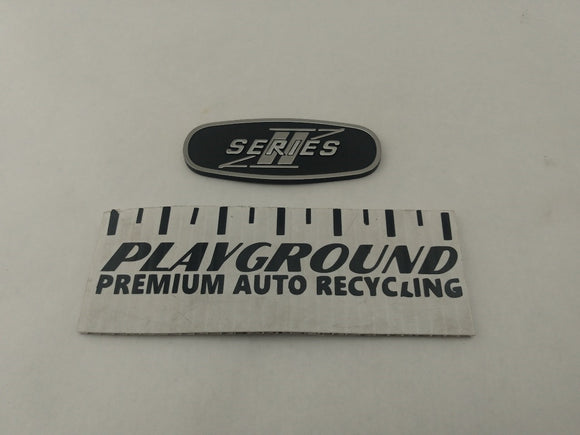 SERIES II
PLAYGROUND
PREMIUM AUTO RECYCLING